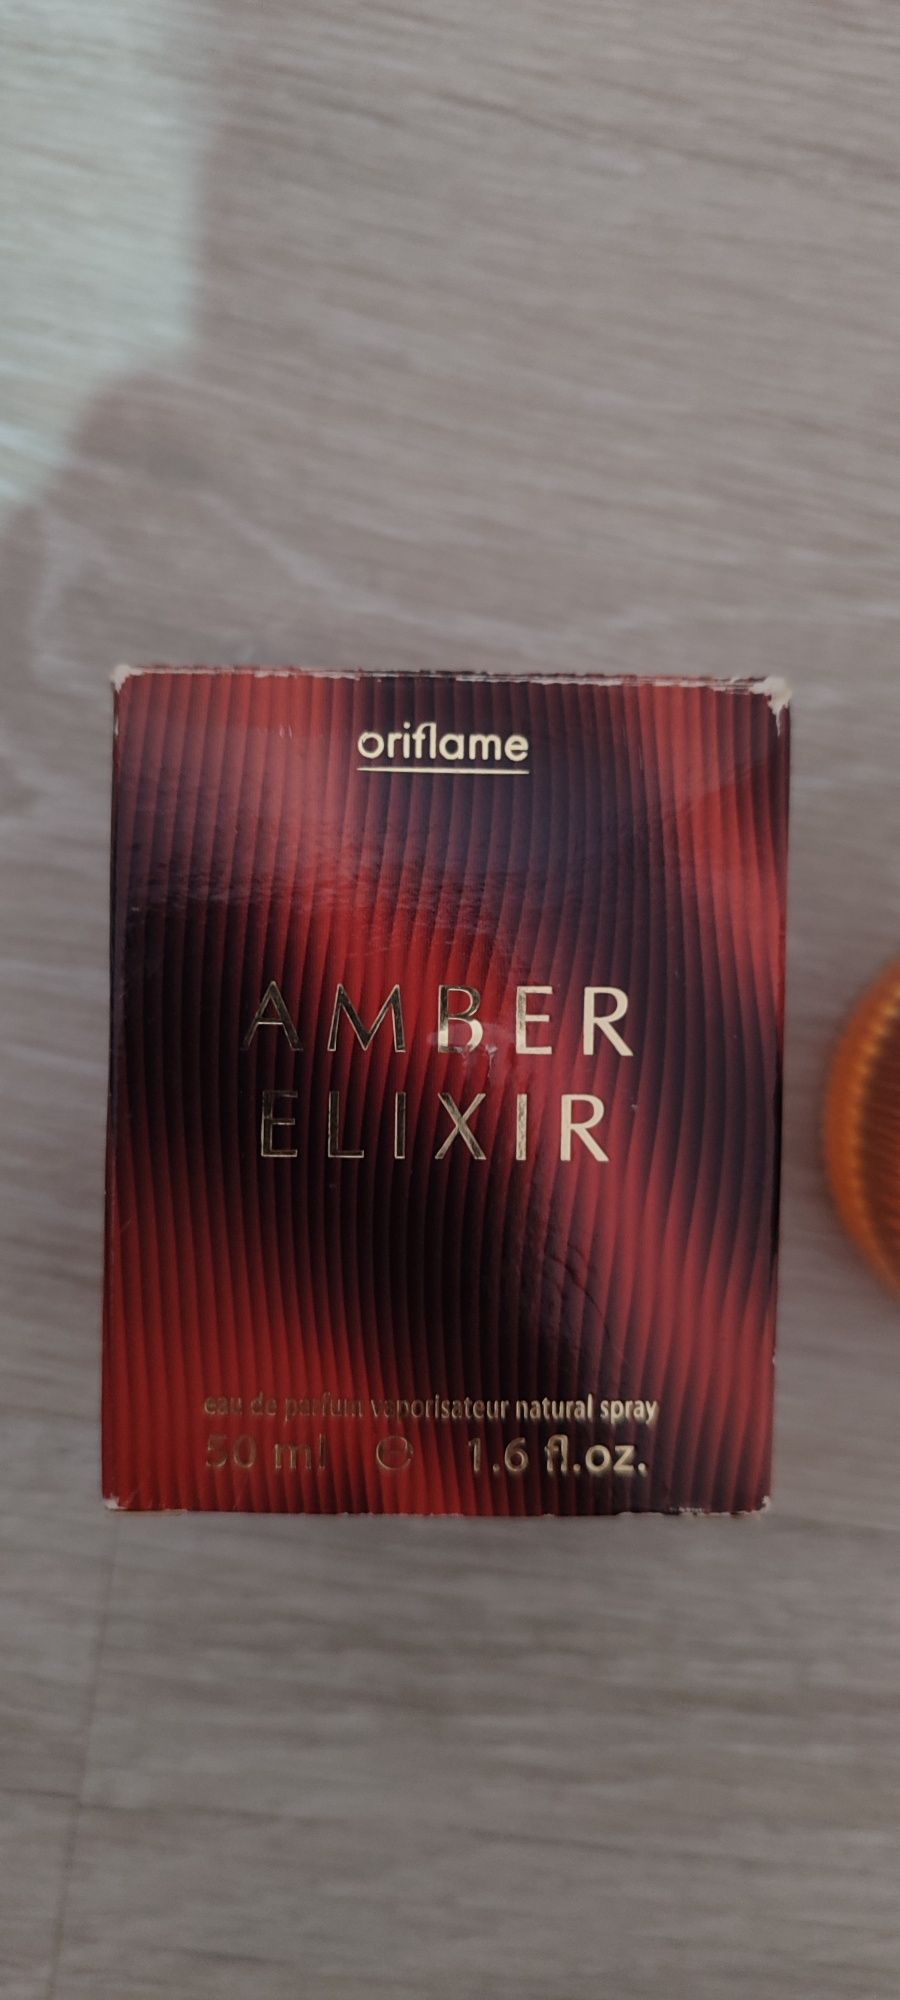 oriflame
AMBER
ELIXIR
eau de parfum vaporisateur natural spray
50 ml ℮ 1.6 fl.oz.